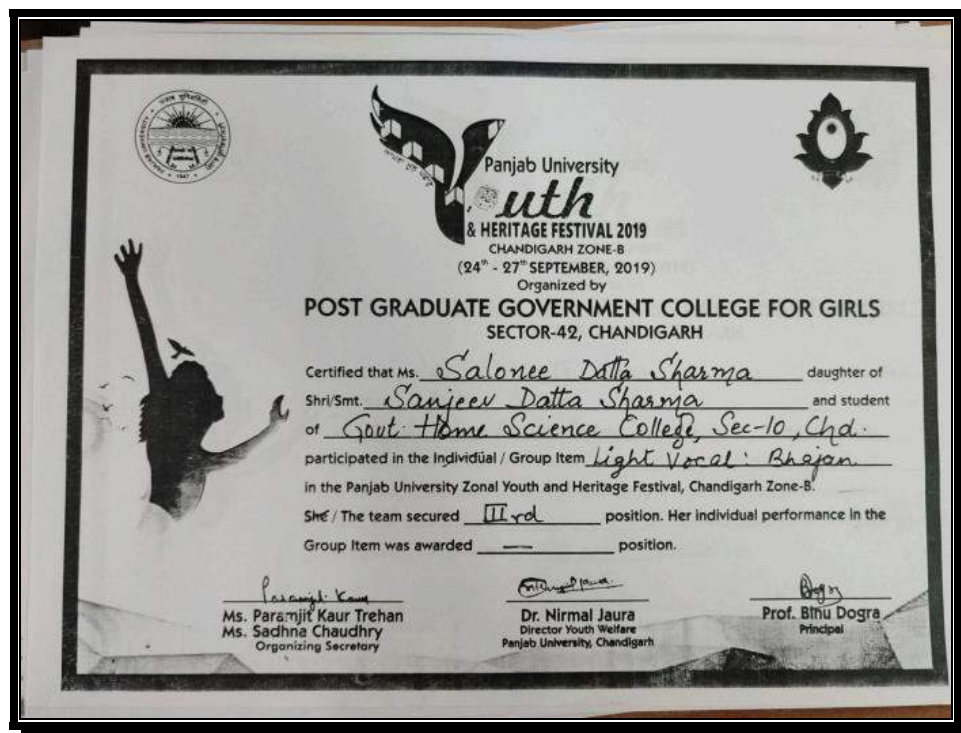 Panjab University
Youth
& HERITAGE FESTIVAL 2019
CHANDIGARH ZONE-B
(24th - 27th SEPTEMBER, 2019)
Organized by
POST GRADUATE GOVERNMENT COLLEGE FOR GIRLS
SECTOR-42, CHANDIGARH
Certified that Ms. Salonee Datta Sharma daughter of
Shri/Smt. Sanjeev Datta Sharma and student
of Govt. Home Science College, Sec-10, Chd.
participated in the Individual / Group Item Light Vocal : Bhajan
in the Panjab University Zonal Youth and Heritage Festival, Chandigarh Zone-B.
She / The team secured IIIrd position. Her individual performance in the
Group Item was awarded — position.
Paramjit Kaur
Ms. Paramjit Kaur Trehan
Ms. Sadhna Chaudhry
Organizing Secretary
Dr. Nirmal Jaura
Director Youth Welfare
Panjab University, Chandigarh
Dogra
Prof. Binu Dogra
Principal